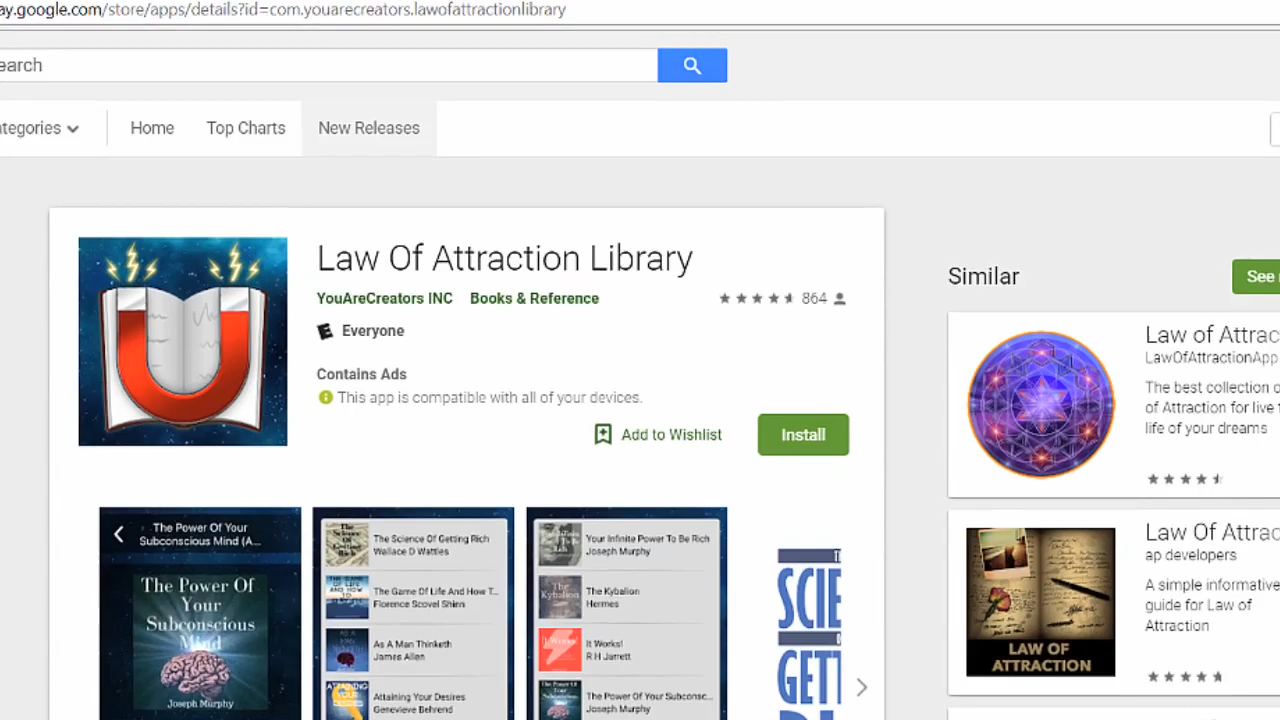 ay.google.com/store/apps/details?id=com.youarecreators.lawofattractionlibrary
earch
ategories
Home
Top Charts
New Releases
Law Of Attraction Library
YouAreCreators INC
Books & Reference
864
Everyone
Contains Ads
This app is compatible with all of your devices.
Add to Wishlist
Install
The Power Of Your
Subconscious Mind (A...
The Power Of
Your
Subconscious
Mind
Joseph Murphy
The Science Of Getting Rich
Wallace D Wattles
The Game Of Life And How T...
Florence Scovel Shinn
As A Man Thinketh
James Allen
Attaining Your Desires
Genevieve Behrend
Your Infinite Power To Be Rich
Joseph Murphy
The Kybalion
Hermes
It Works!
R H Jarrett
The Power Of Your Subconsc...
Joseph Murphy
SCIE
GETT
Similar
See
Law of Attrac
LawOfAttractionApp
The best collection o
of Attraction for live
life of your dreams
LAW OF
ATTRACTION
Law Of Attrac
ap developers
A simple informative
guide for Law of
Attraction